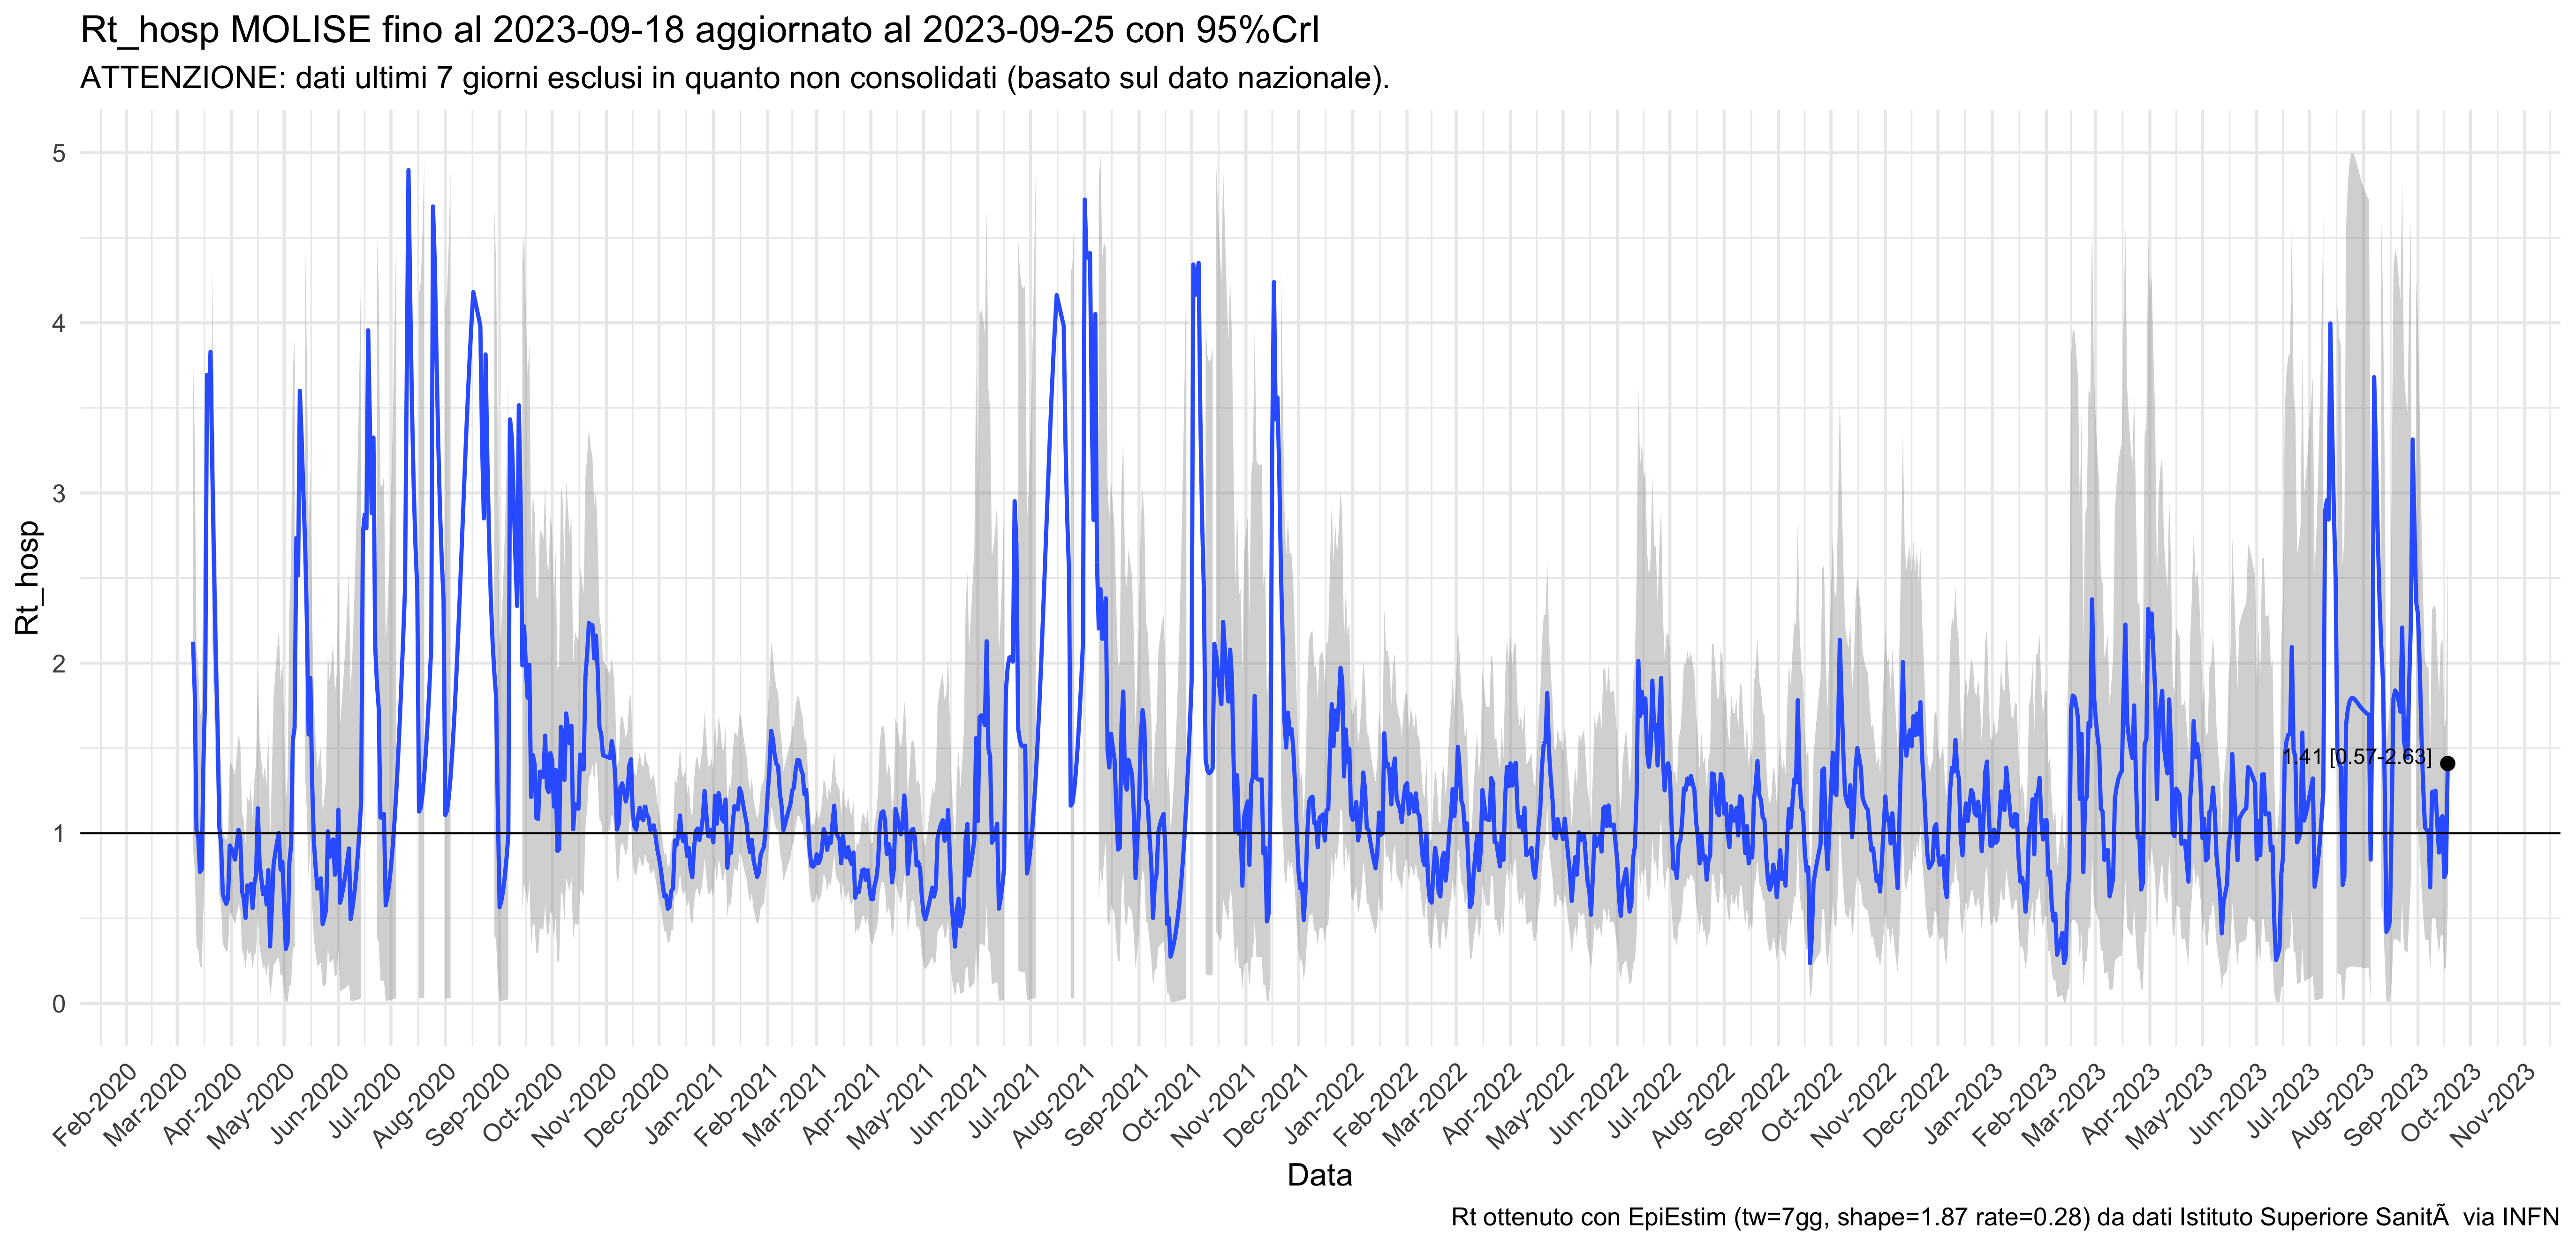 Rt_hosp MOLISE fino al 2023-09-18 aggiornato al 2023-09-25 con 95%CrI
ATTENZIONE: dati ultimi 7 giorni esclusi in quanto non consolidati (basato sul dato nazionale).
5
4
3
2
1
0
Rt_hosp
1.41 [0.57-2.63]
Feb-2020
Mar-2020
Apr-2020
May-2020
Jun-2020
Jul-2020
Aug-2020
Sep-2020
Oct-2020
Nov-2020
Dec-2020
Jan-2021
Feb-2021
Mar-2021
Apr-2021
May-2021
Jun-2021
Jul-2021
Aug-2021
Sep-2021
Oct-2021
Nov-2021
Dec-2021
Jan-2022
Feb-2022
Mar-2022
Apr-2022
May-2022
Jun-2022
Jul-2022
Aug-2022
Sep-2022
Oct-2022
Nov-2022
Dec-2022
Jan-2023
Feb-2023
Mar-2023
Apr-2023
May-2023
Jun-2023
Jul-2023
Aug-2023
Sep-2023
Oct-2023
Nov-2023
Data
Rt ottenuto con EpiEstim (tw=7gg, shape=1.87 rate=0.28) da dati Istituto Superiore SanitÃ  via INFN